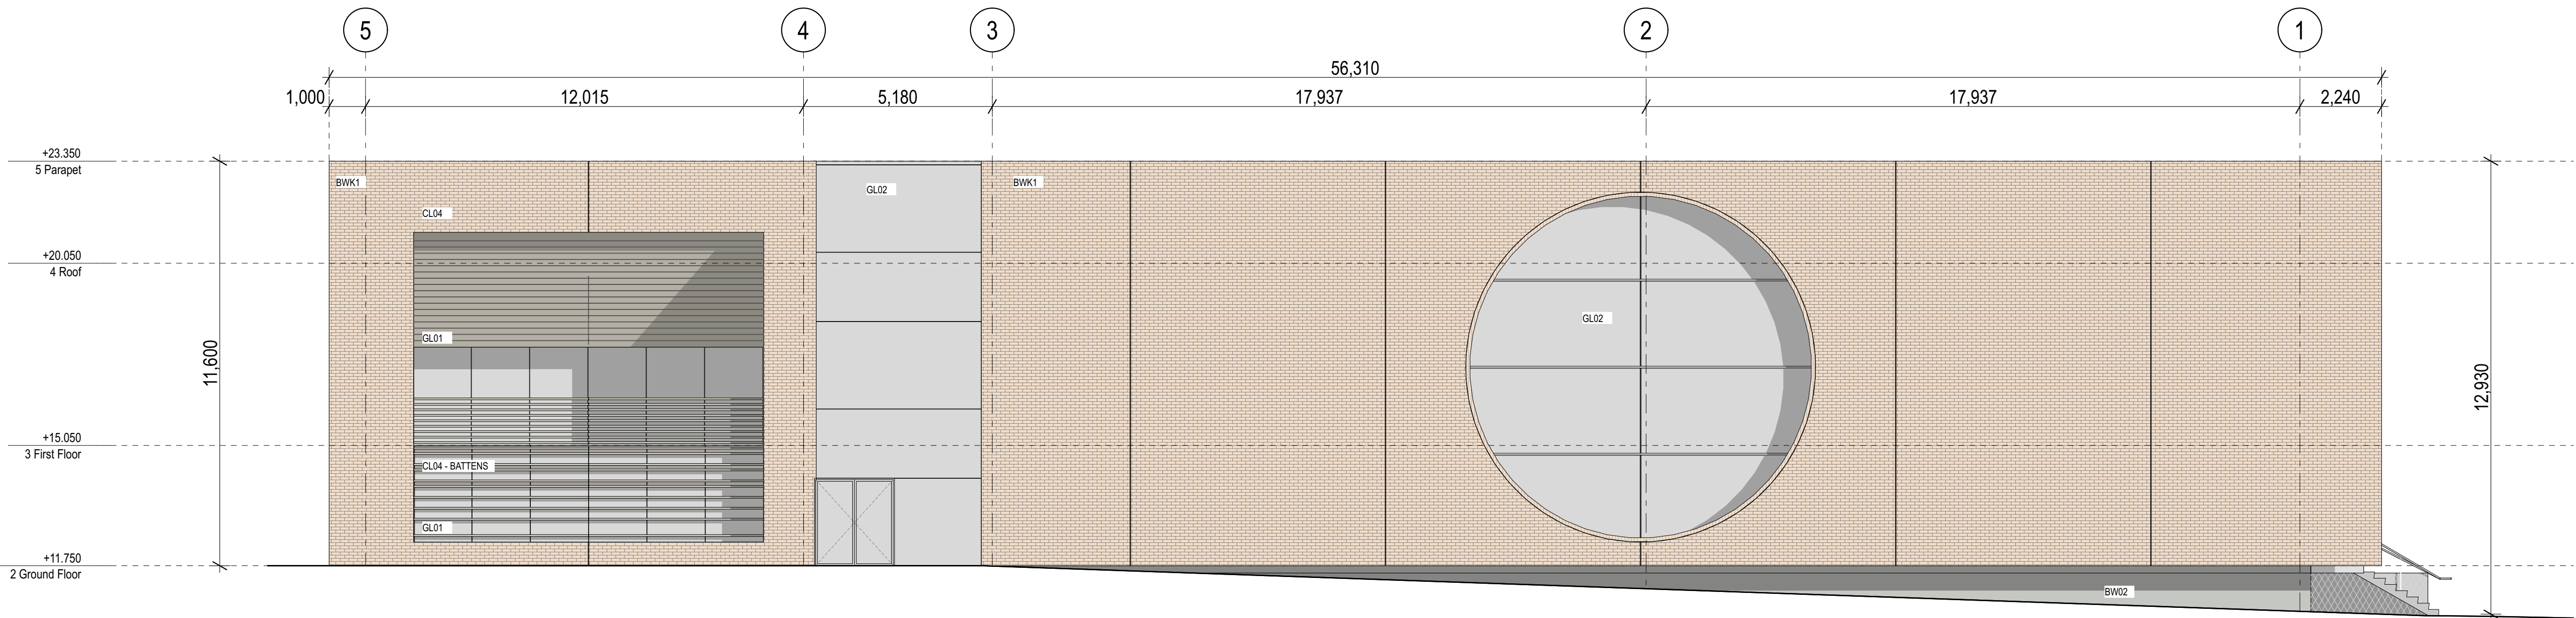 5
4
3
2
1
56,310
1,000
12,015
5,180
17,937
17,937
2,240
+23.350
5 Parapet
BWK1
GL02
BWK1
CL04
+20.050
4 Roof
GL02
GL01
11,600
12,930
+15.050
3 First Floor
CL04 - BATTENS
GL01
+11.750
2 Ground Floor
BW02